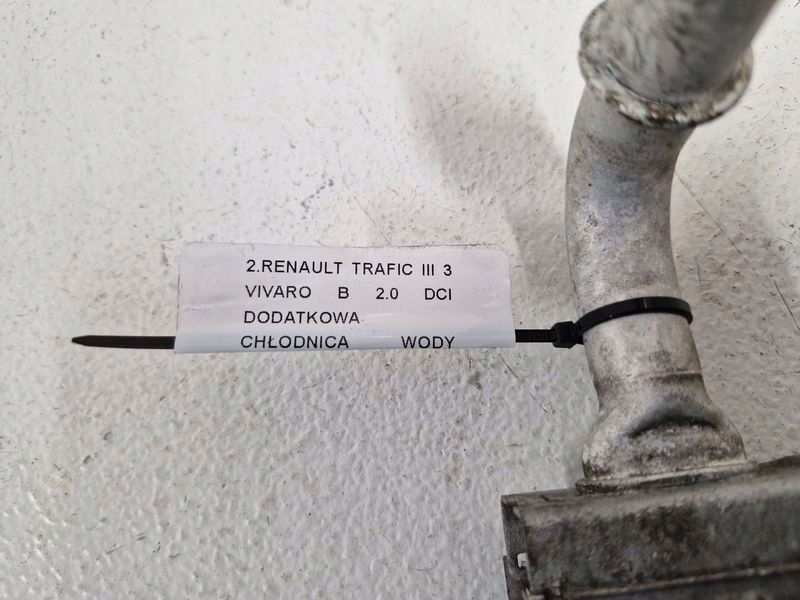 2.RENAULT TRAFIC III 3
VIVARO B 2.0 DCI
DODATKOWA
CHŁODNICA WODY